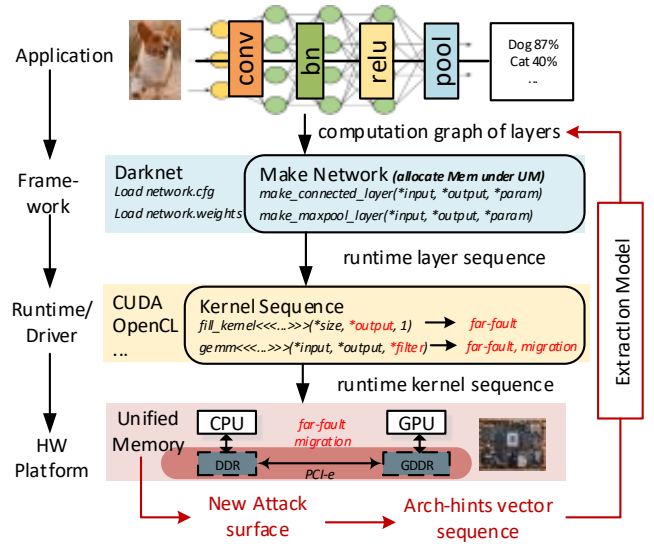 Application
conv
bn
relu
pool
Dog 87%
Cat 40%
...
computation graph of layers
Frame-
work
Darknet
Load network.cfg
Load network.weights
Make Network (allocate Mem under UM)
make_connected_layer(*input, *output, *param)
make_maxpool_layer(*input, *output, *param)
runtime layer sequence
Runtime/
Driver
CUDA
OpenCL
...
Kernel Sequence
fill_kernel<<<...>>>(*size, *output, 1)
far-fault
gemm<<<...>>>(*input, *output, *filter)
far-fault, migration
runtime kernel sequence
HW
Platform
Unified
Memory
CPU
GPU
far-fault
migration
DDR
GDDR
PCI-e
New Attack
surface
Arch-hints vector
sequence
Extraction Model